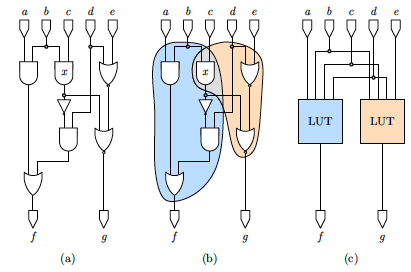 a b c d e a b c d e a b c d e
x x
LUT LUT
f g f g f g
(a) (b) (c)